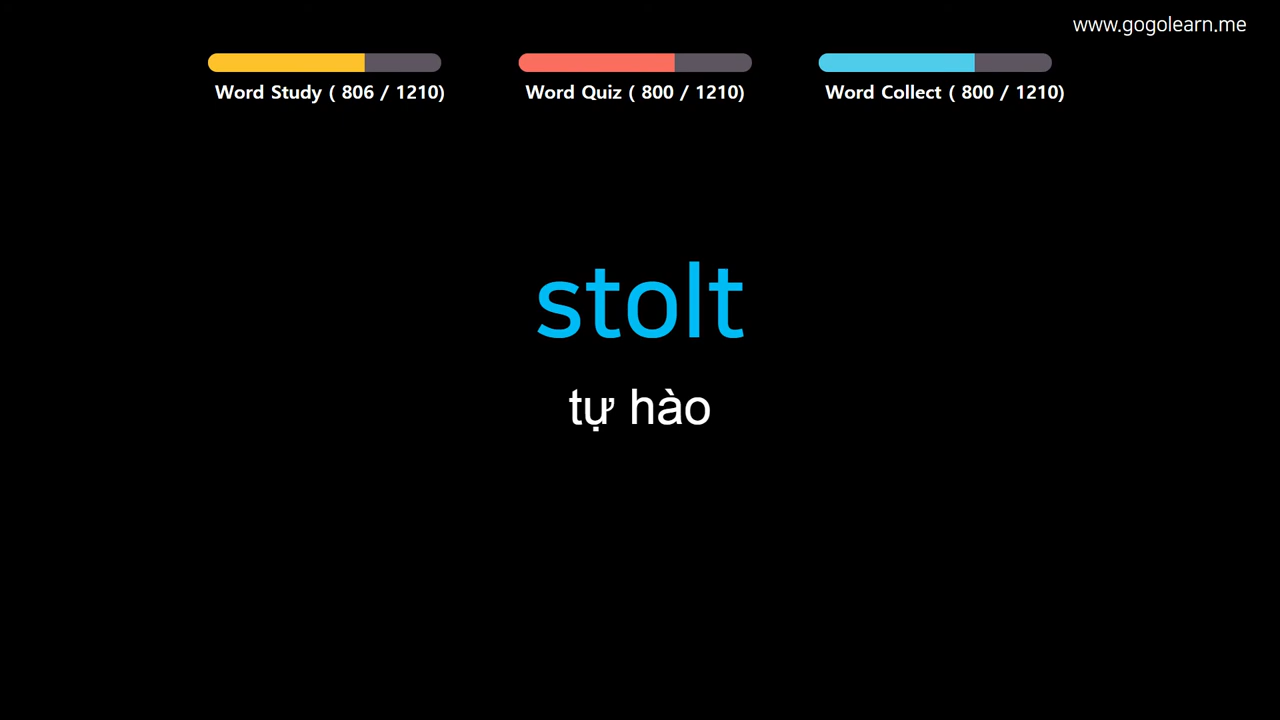 www.gogolearn.me
Word Study ( 806 / 1210)
Word Quiz ( 800 / 1210)
Word Collect ( 800 / 1210)
stolt
tự hào